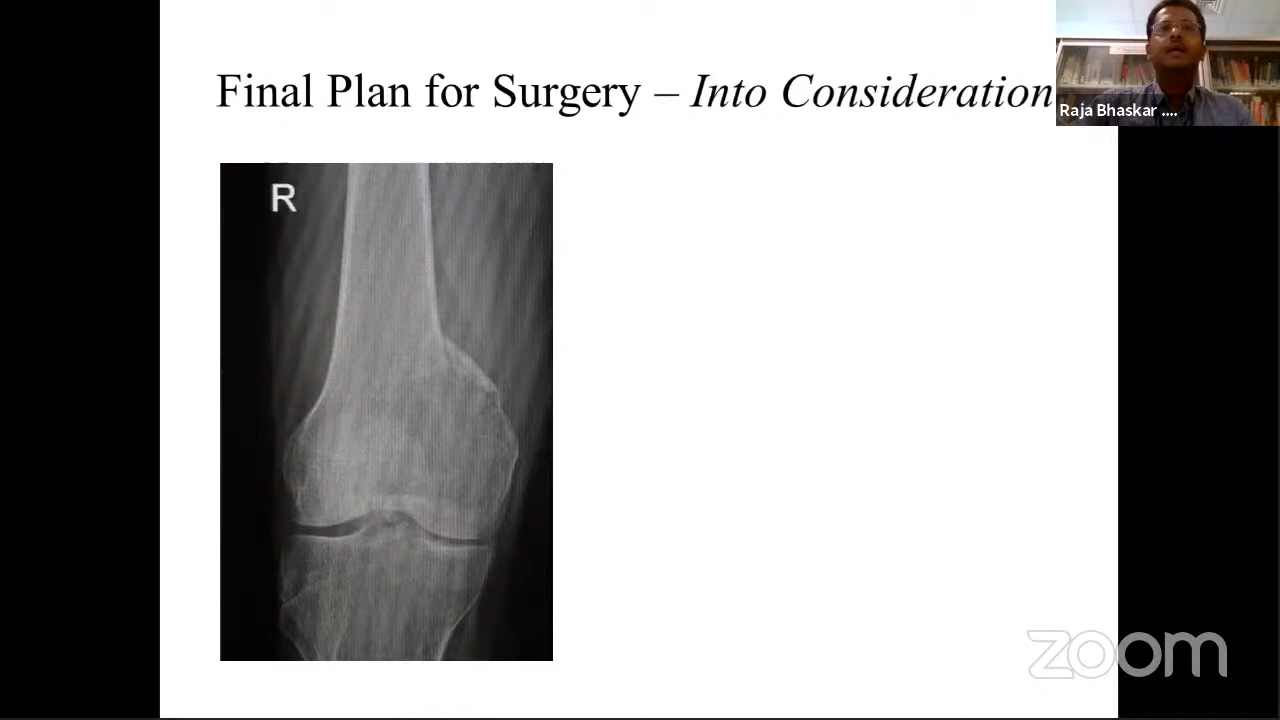 Final Plan for Surgery – Into Consideration
Raja Bhaskar ....
R
zoom